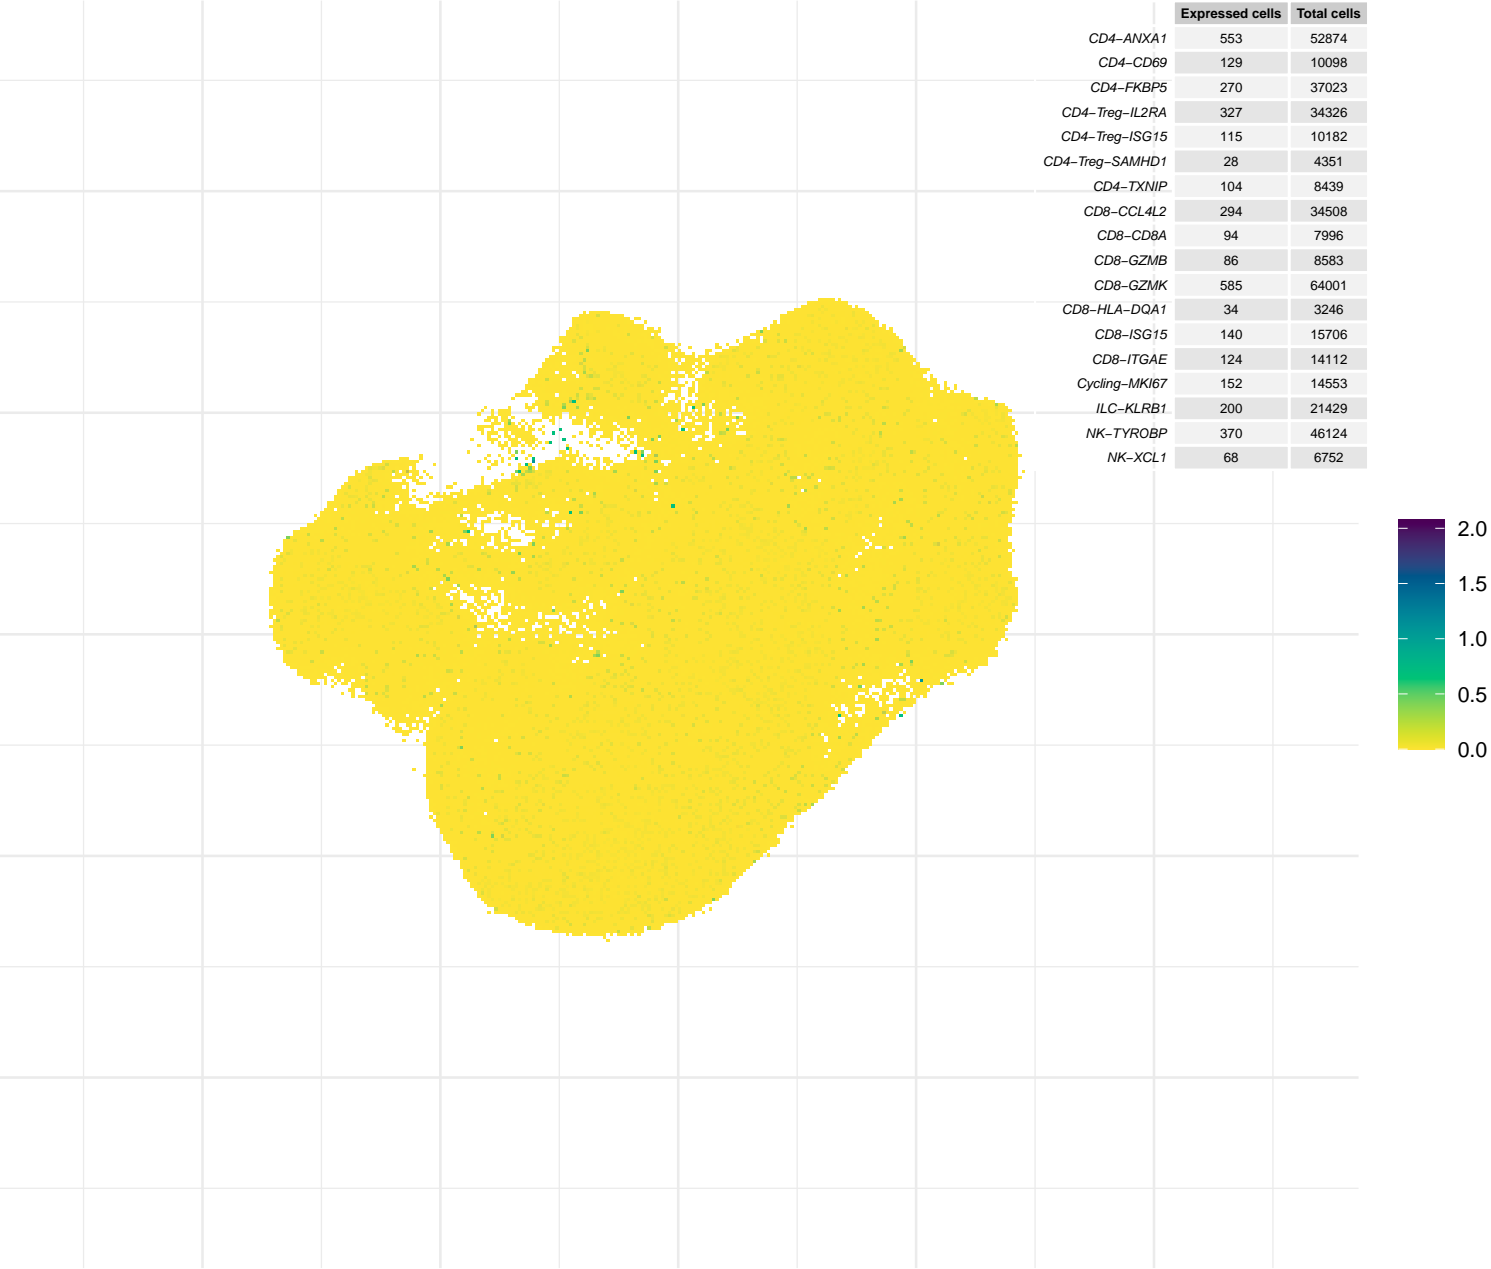 Expressed cells Total cells
CD4−ANXA1 553 52874
CD4−CD69 129 10098
CD4−FKBP5 270 37023
CD4−Treg−IL2RA 327 34326
CD4−Treg−ISG15 115 10182
CD4−Treg−SAMHD1 28 4351
CD4−TXNIP 104 8439
CD8−CCL4L2 294 34508
CD8−CD8A 94 7996
CD8−GZMB 86 8583
CD8−GZMK 585 64001
CD8−HLA−DQA1 34 3246
CD8−ISG15 140 15706
CD8−ITGAE 124 14112
Cycling−MKI67 152 14553
ILC−KLRB1 200 21429
NK−TYROBP 370 46124
NK−XCL1 68 6752
2.0
1.5
1.0
0.5
0.0